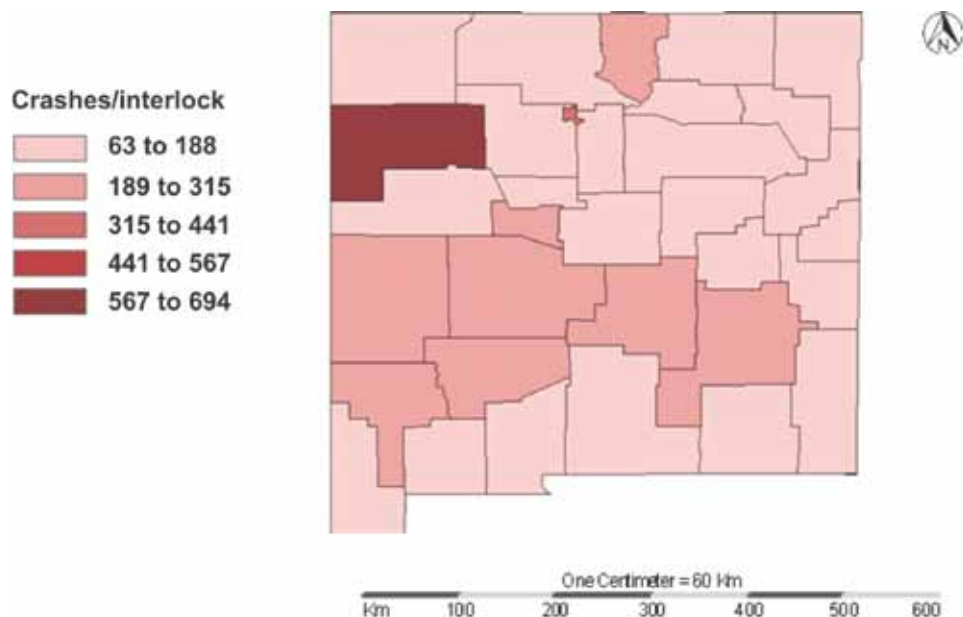 N
Crashes/interlock
63 to 188
189 to 315
315 to 441
441 to 567
567 to 694
One Centimeter = 60 Km
Km 100 200 300 400 500 600